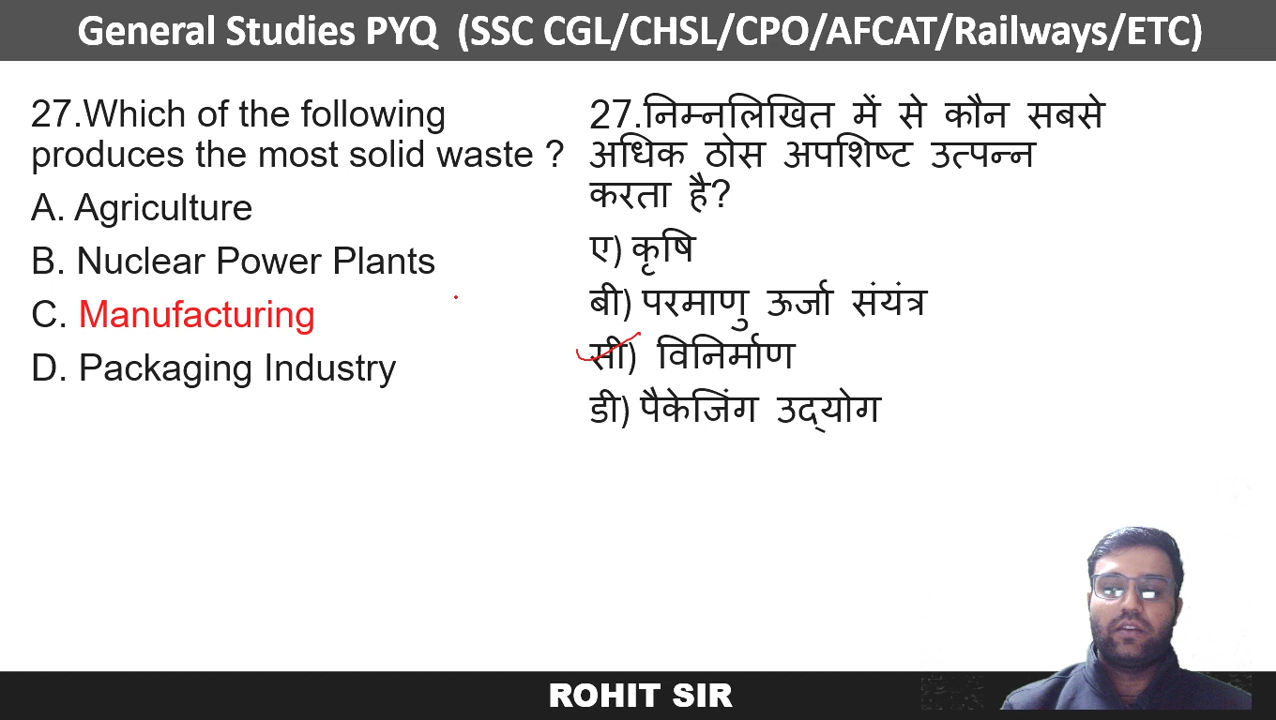 General Studies PYQ (SSC CGL/CHSL/CPO/AFCAT/Railways/ETC)
27.Which of the following
produces the most solid waste ?
A. Agriculture
B. Nuclear Power Plants
C. Manufacturing
D. Packaging Industry
27.निम्नलिखित में से कौन सबसे
अधिक ठोस अपशिष्ट उत्पन्न
करता है?
ए) कृषि
बी) परमाणु ऊर्जा संयंत्र
सी) विनिर्माण
डी) पैकेजिंग उद्योग
ROHIT SIR